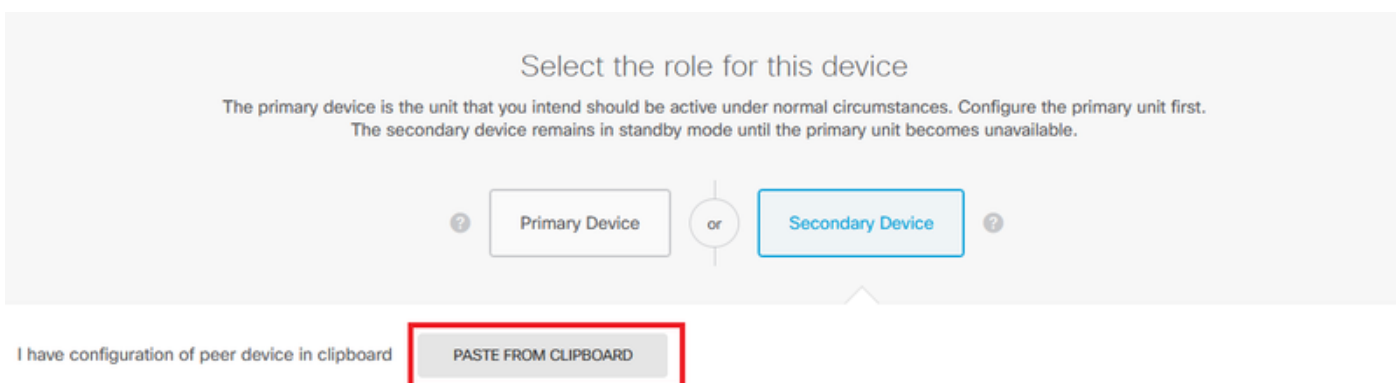 Select the role for this device
The primary device is the unit that you intend should be active under normal circumstances. Configure the primary unit first.
The secondary device remains in standby mode until the primary unit becomes unavailable.
? Primary Device or Secondary Device ?
I have configuration of peer device in clipboard PASTE FROM CLIPBOARD